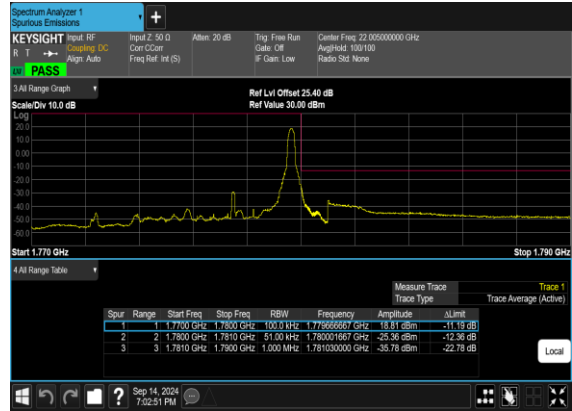 Spectrum Analyzer 1
Spurious Emissions
KEYSIGHT
R T
Input: RF
Coupling: DC
Align: Auto
Input Z: 50 Ω
Corr CCorr
Freq Ref: Int (S)
Atten: 20 dB
Trig: Free Run
Gate: Off
IF Gain: Low
Center Freq: 22.005000000 GHz
Avg|Hold: 100/100
Radio Std: None
PASS
3 All Range Graph
Ref Lvl Offset 25.40 dB
Scale/Div 10.0 dB
Ref Value 30.00 dBm
Log
20.0
10.0
0.00
-10.0
-20.0
-30.0
-40.0
-50.0
-60.0
Start 1.770 GHz
Stop 1.790 GHz
4 All Range Table
Measure Trace Trace 1
Trace Type Trace Average (Active)
Spur Range Start Freq Stop Freq RBW Frequency Amplitude ΔLimit
1 1 1.7700 GHz 1.7800 GHz 100.0 kHz 1.779666667 GHz 18.81 dBm -11.19 dB
2 2 1.7800 GHz 1.7810 GHz 51.00 kHz 1.780001667 GHz -25.36 dBm -12.36 dB
3 3 1.7810 GHz 1.7900 GHz 1.000 MHz 1.781030000 GHz -35.78 dBm -22.78 dB
Local
?
Sep 14, 2024
7:02:51 PM